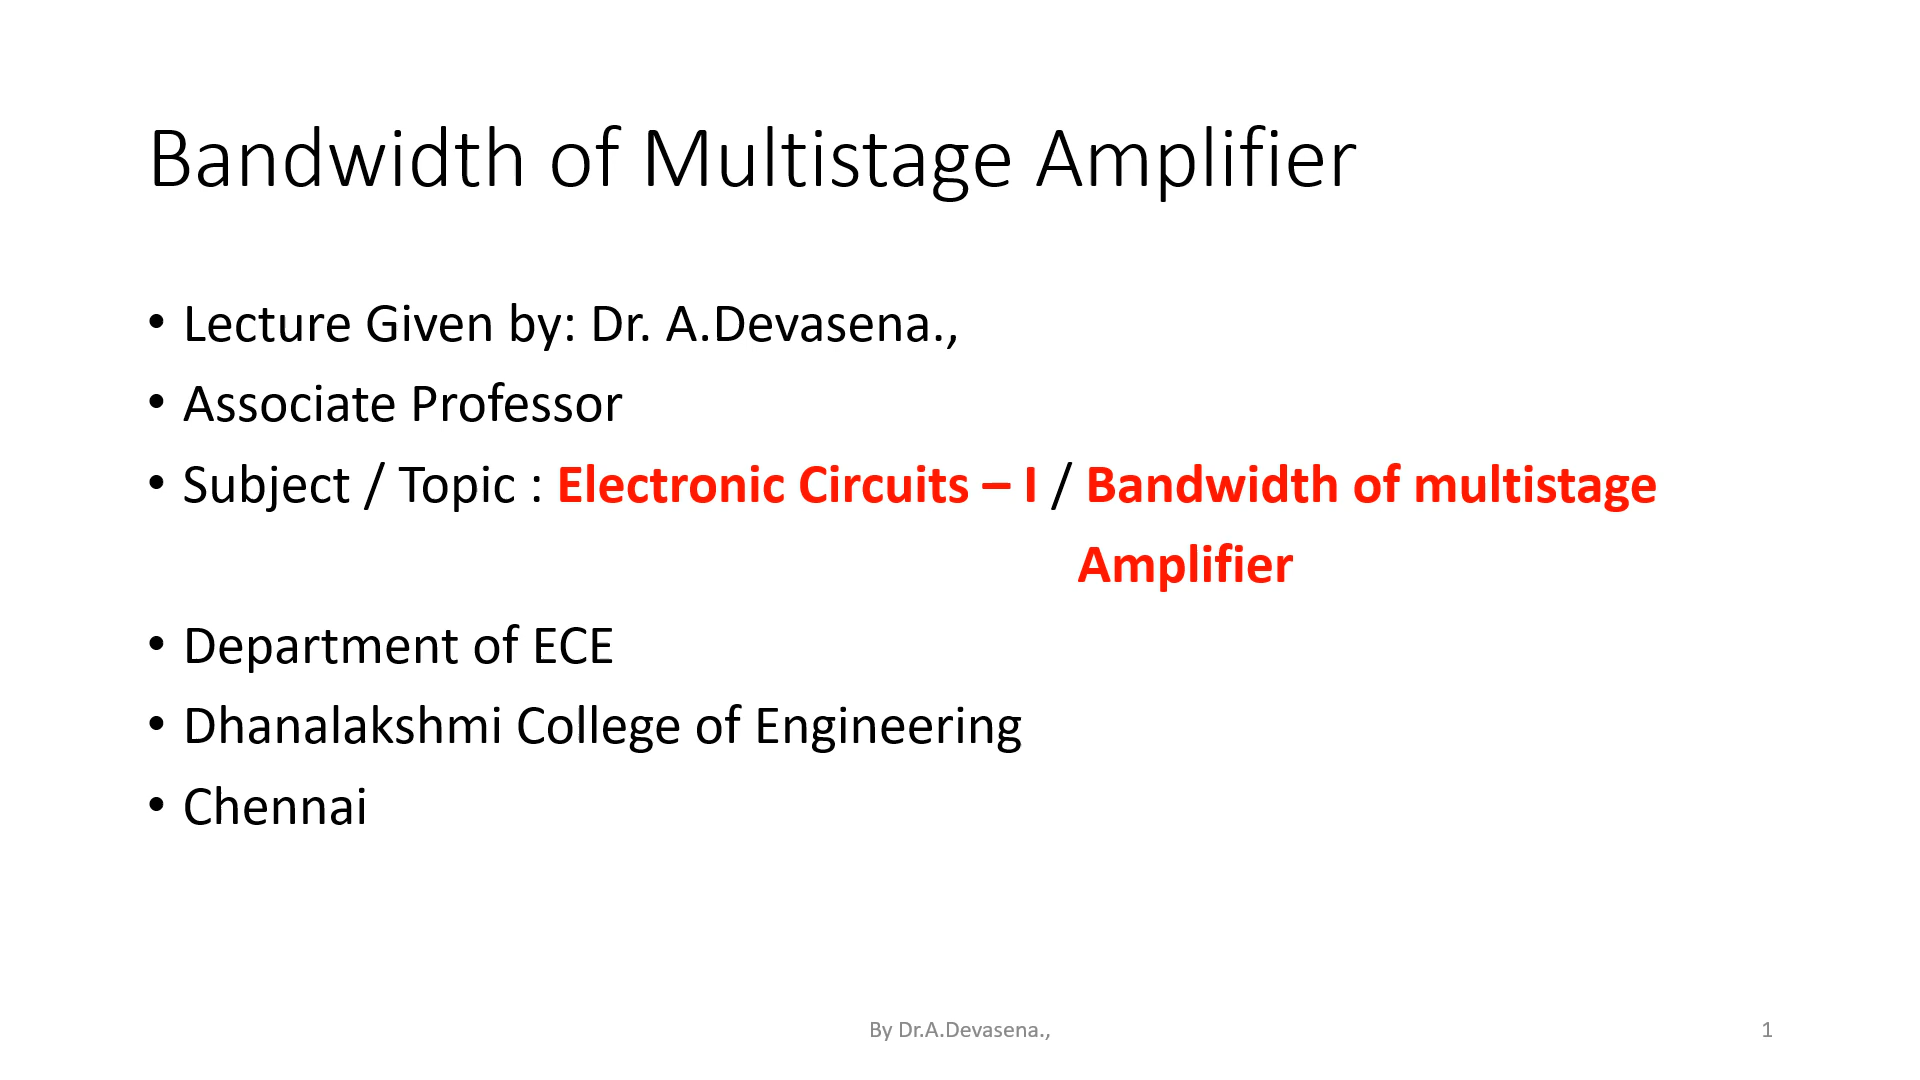 Bandwidth of Multistage Amplifier
• Lecture Given by: Dr. A.Devasena.,
• Associate Professor
• Subject / Topic : Electronic Circuits – I / Bandwidth of multistage
Amplifier
• Department of ECE
• Dhanalakshmi College of Engineering
• Chennai
By Dr.A.Devasena.,
1